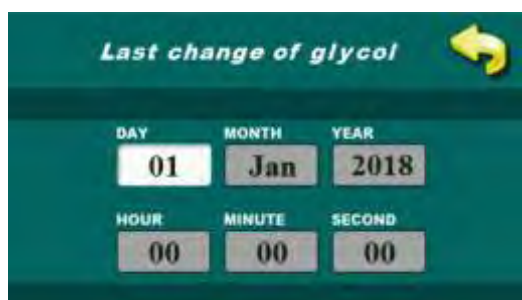 Last change of glycol
DAY MONTH YEAR
01 Jan 2018
HOUR MINUTE SECOND
00 00 00